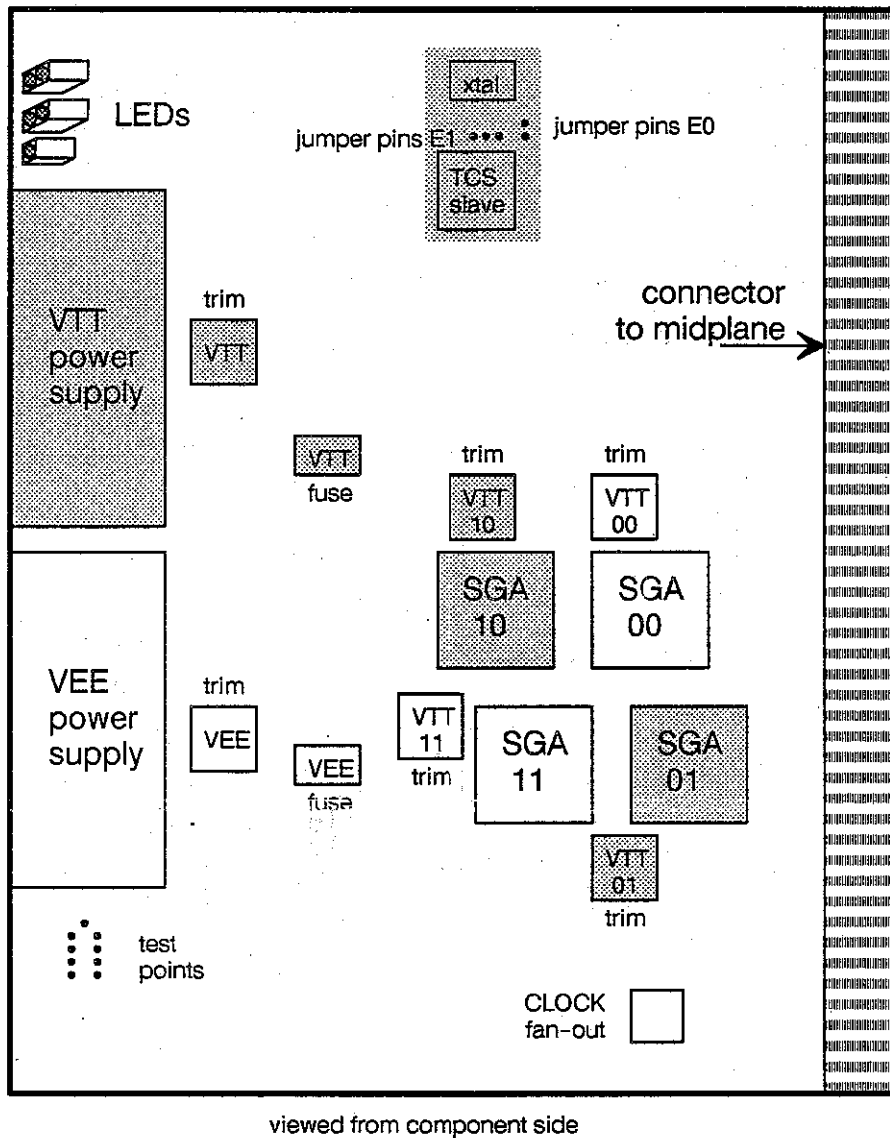 xtal
LEDs
jumper pins E1
jumper pins E0
TCS
slave
connector
to midplane
trim
VTT
power
supply
VTT
VTT
fuse
trim
VTT
10
trim
VTT
00
SGA
10
SGA
00
VEE
power
supply
trim
VEE
VEE
fuse
VTT
11
trim
SGA
11
SGA
01
VTT
01
trim
test
points
CLOCK
fan-out
viewed from component side